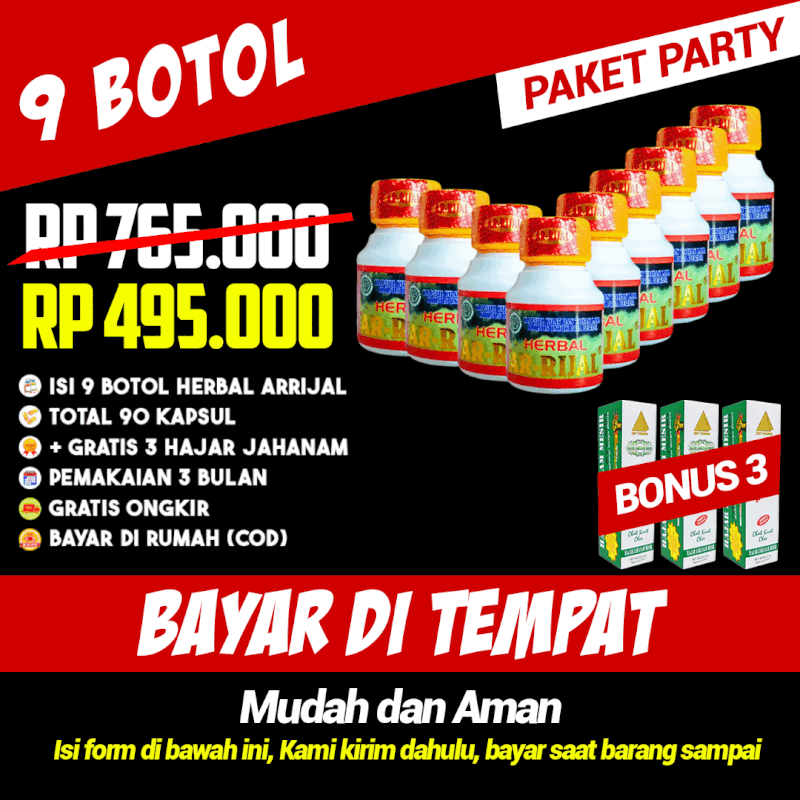 9 BOTOL
PAKET PARTY
RP 765.000
RP 495.000
ISI 9 BOTOL HERBAL ARRIJAL
TOTAL 90 KAPSUL
+ GRATIS 3 HAJAR JAHANAM
PEMAKAIAN 3 BULAN
GRATIS ONGKIR
BAYAR DI RUMAH (COD)
HERBAL
AR-RIJAL
BONUS 3
BAYAR DI TEMPAT
Mudah dan Aman
Isi form di bawah ini, Kami kirim dahulu, bayar saat barang sampai